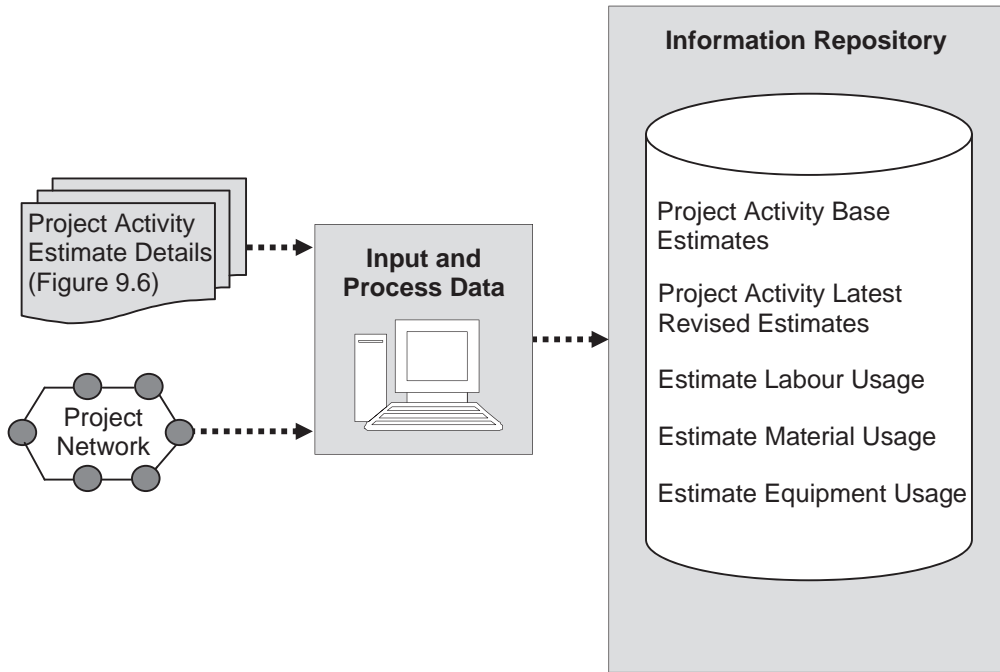 Information Repository
Project Activity
Estimate Details
(Figure 9.6)
Input and
Process Data
Project
Network
Project Activity Base
Estimates
Project Activity Latest
Revised Estimates
Estimate Labour Usage
Estimate Material Usage
Estimate Equipment Usage